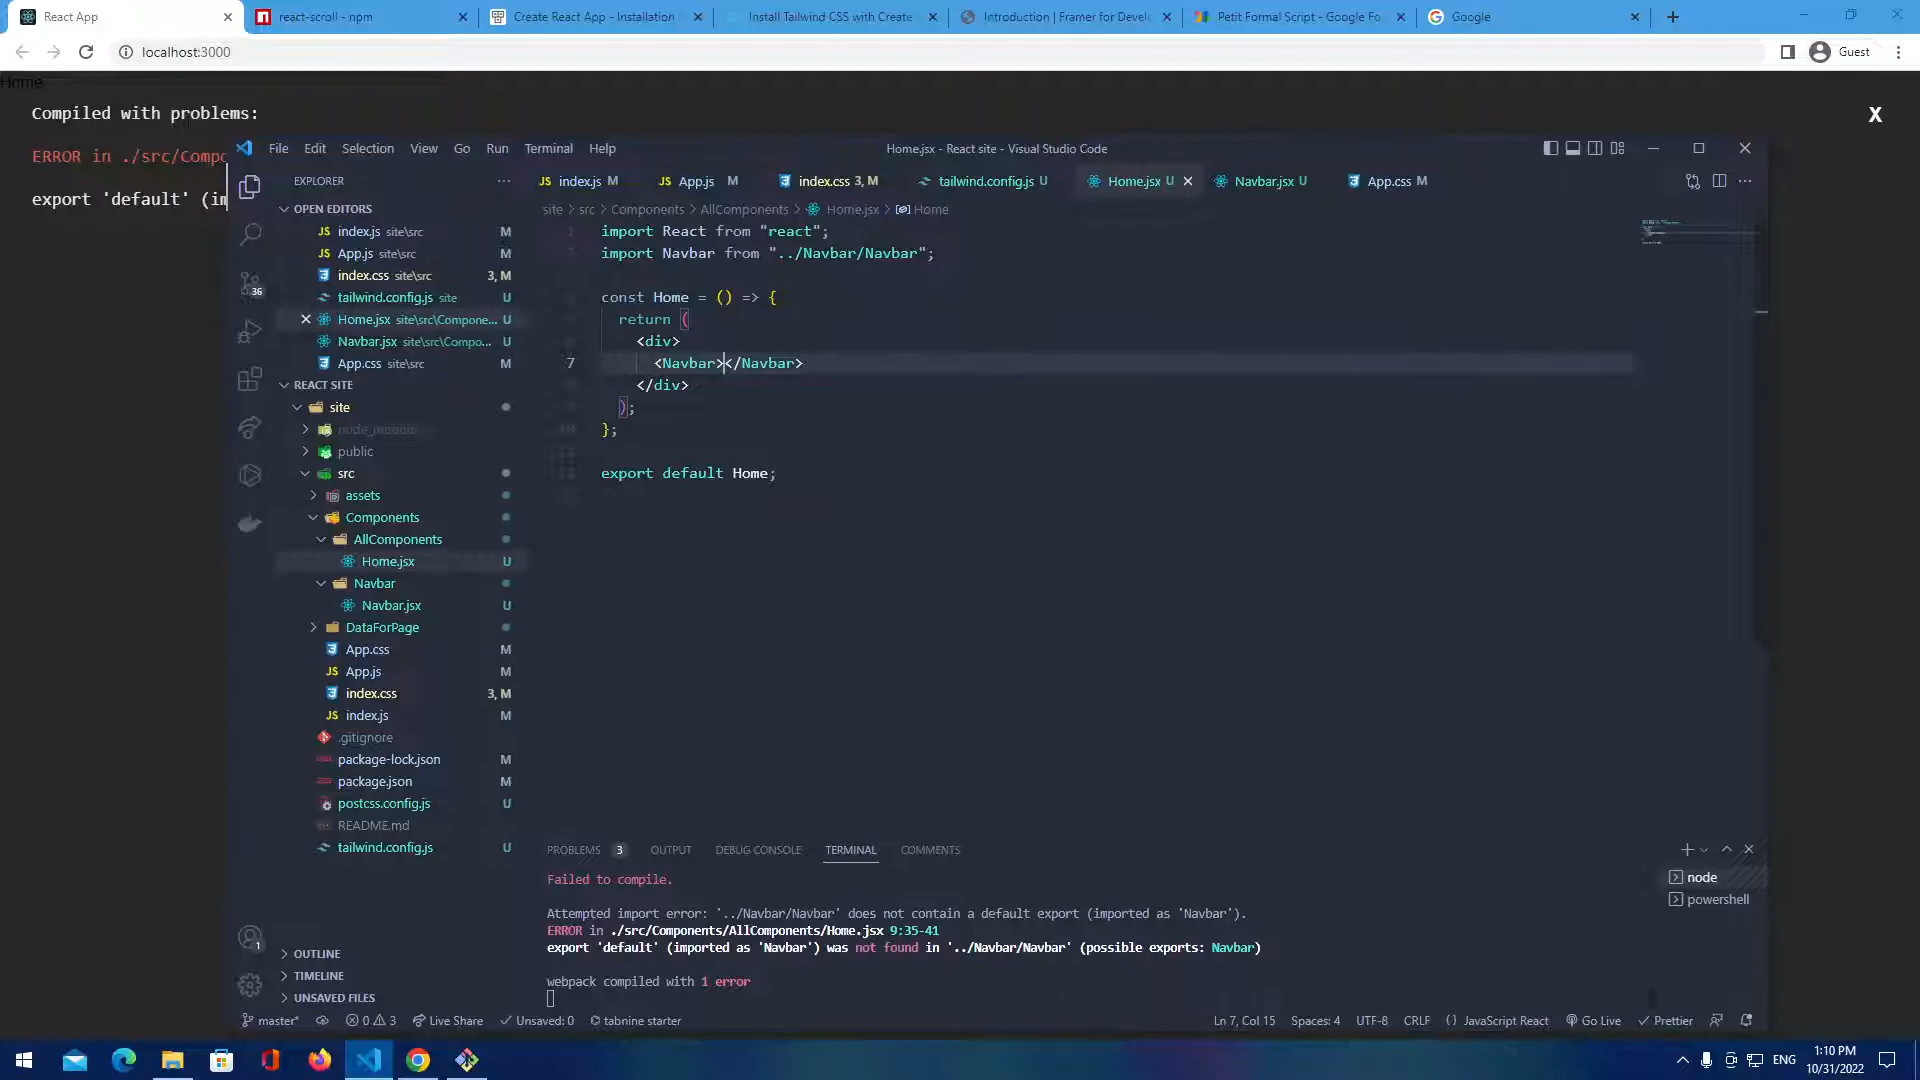 React App
react-scroll - npm
Create React App - Installation
Install Tailwind CSS with Create
Introduction | Framer for Devel
Petit Formal Script - Google Fo
Google
localhost:3000
Guest
Home
Compiled with problems:
X
ERROR in ./src/Compo
export 'default' (im
File Edit Selection View Go Run Terminal Help
Home.jsx - React site - Visual Studio Code
EXPLORER
JS index.js M
JS App.js M
index.css 3, M
tailwind.config.js U
Home.jsx U
Navbar.jsx U
App.css M
OPEN EDITORS
JS index.js site\src M
JS App.js site\src M
index.css site\src 3, M
tailwind.config.js site U
Home.jsx site\src\Compone... U
Navbar.jsx site\src\Compo... U
App.css site\src M
REACT SITE
site
public
src
assets
Components
AllComponents
Home.jsx U
Navbar
Navbar.jsx U
DataForPage
App.css M
JS App.js M
index.css 3, M
JS index.js M
.gitignore
package-lock.json M
package.json M
postcss.config.js U
README.md
tailwind.config.js U
OUTLINE
TIMELINE
UNSAVED FILES
36
1
site > src > Components > AllComponents > Home.jsx > Home
import React from "react";
import Navbar from "../Navbar/Navbar";
const Home = () => {
return (
<div>
7 <Navbar></Navbar>
</div>
);
};
export default Home;
PROBLEMS 3 OUTPUT DEBUG CONSOLE TERMINAL COMMENTS
node
powershell
Failed to compile.
Attempted import error: '../Navbar/Navbar' does not contain a default export (imported as 'Navbar').
ERROR in ./src/Components/AllComponents/Home.jsx 9:35-41
export 'default' (imported as 'Navbar') was not found in '../Navbar/Navbar' (possible exports: Navbar)
webpack compiled with 1 error
master* 0 3 Live Share Unsaved: 0 tabnine starter
Ln 7, Col 15 Spaces: 4 UTF-8 CRLF JavaScript React Go Live Prettier
ENG
1:10 PM
10/31/2022